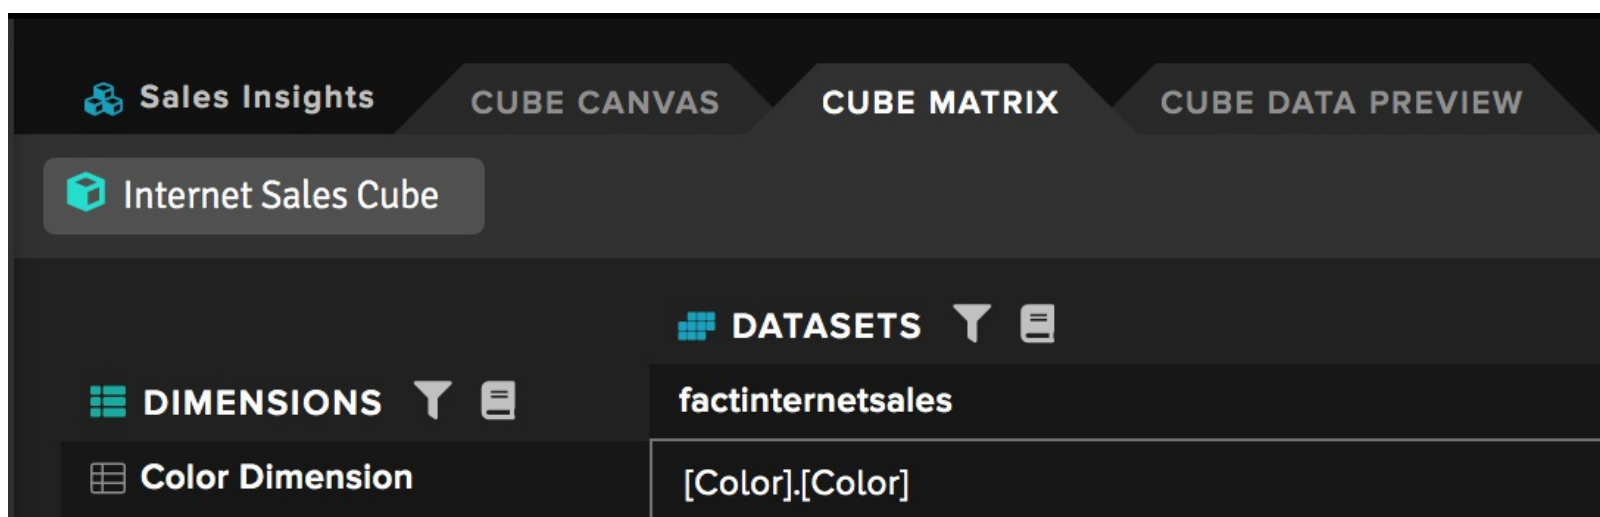 Sales Insights CUBE CANVAS CUBE MATRIX CUBE DATA PREVIEW
Internet Sales Cube
DATASETS
DIMENSIONS factinternetsales
Color Dimension [Color].[Color]